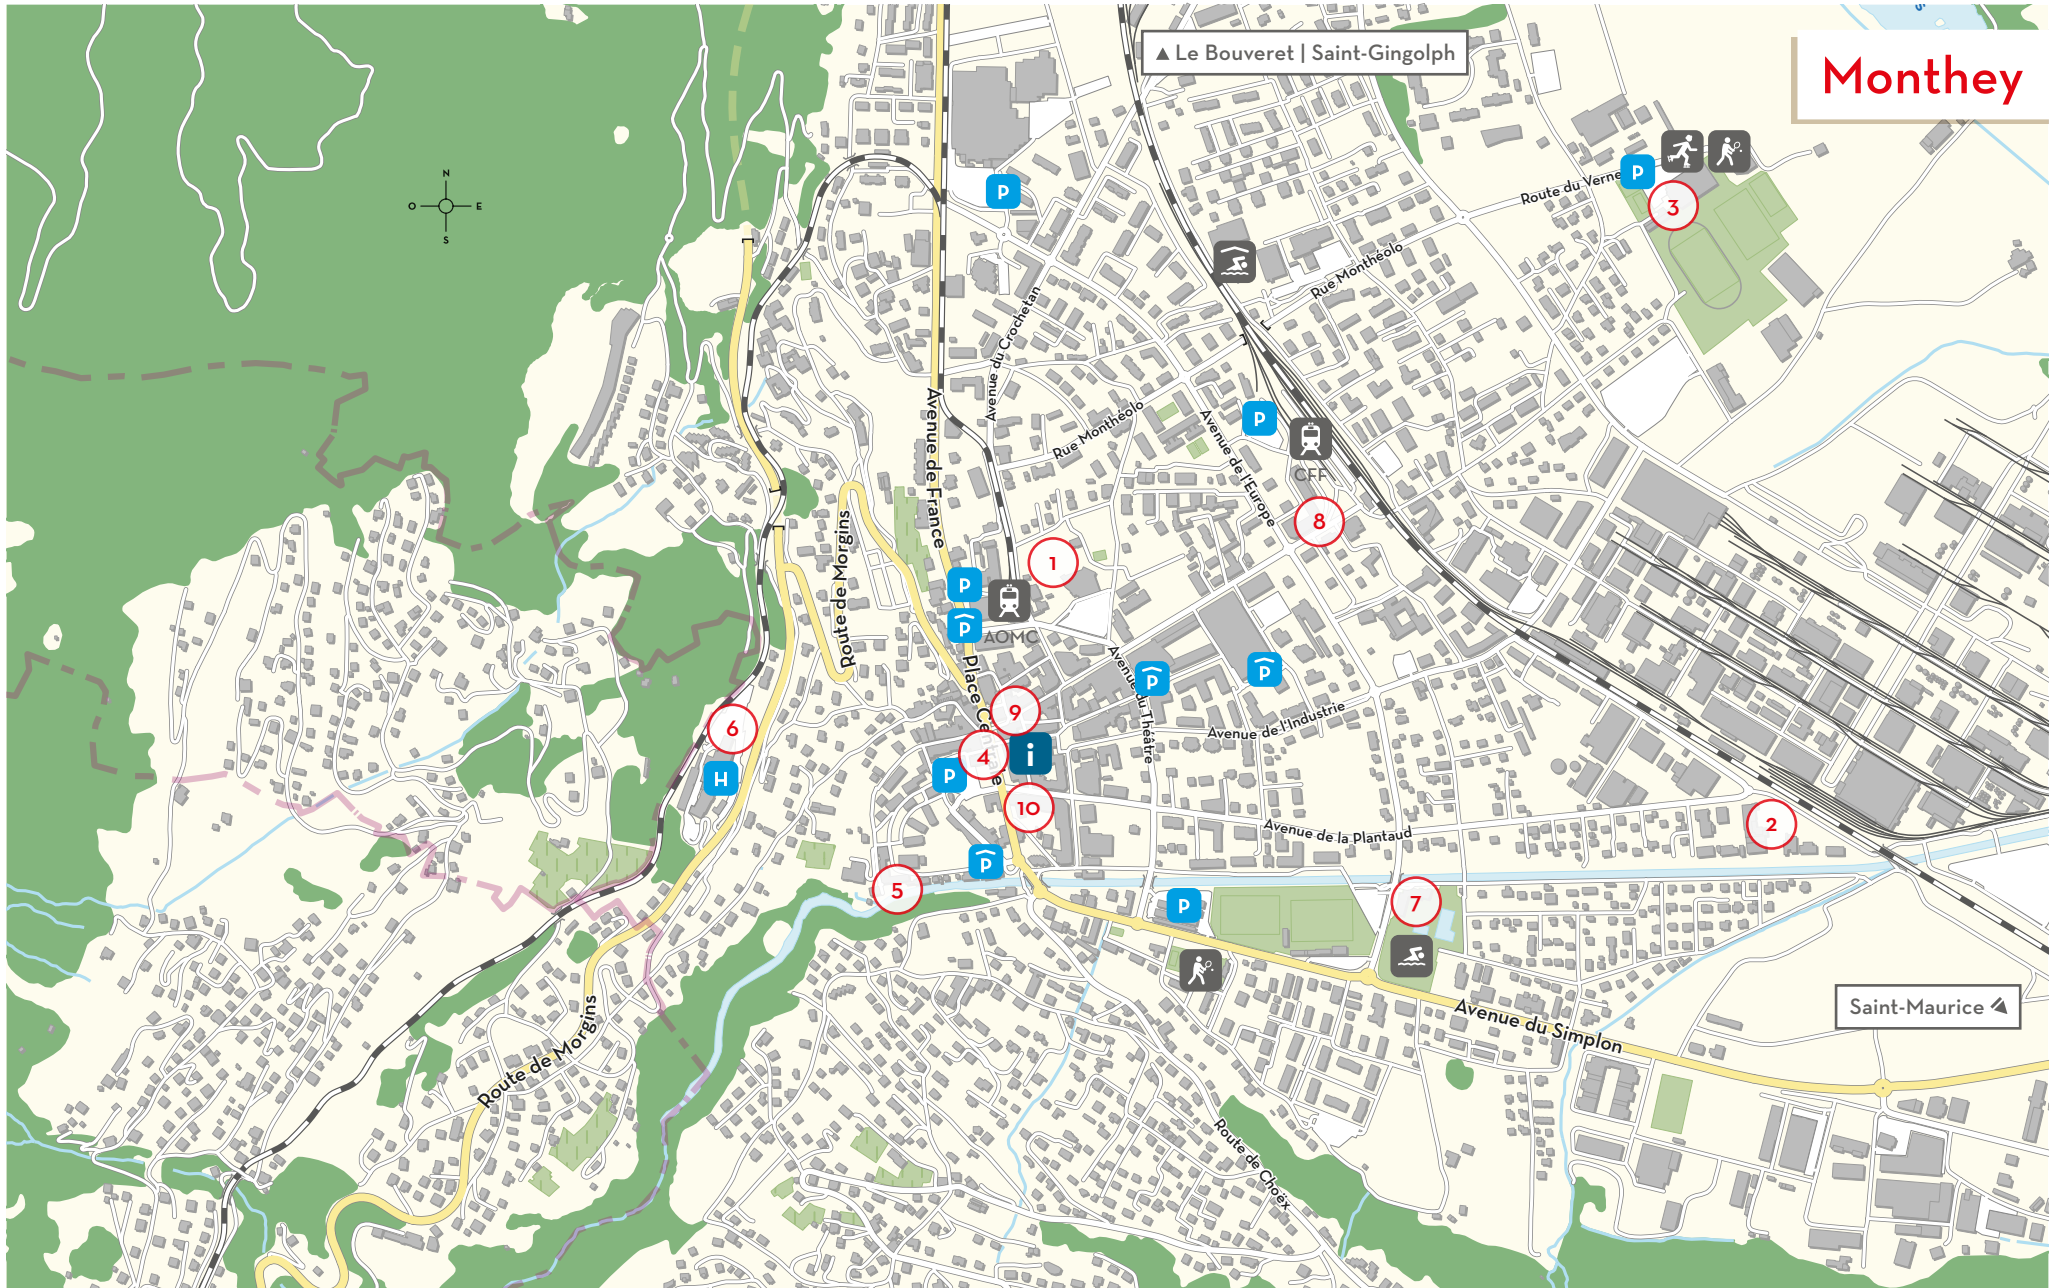 Monthey
▲ Le Bouveret | Saint-Gingolph
N
O
E
S
P
P
Route du Verne
3
Rue Monthéolo
Avenue du Crochetan
Avenue de France
Rue Monthéolo
Avenue de l'Europe
P
CFF
8
Route de Morgins
1
P
P
AOMC
Place Centrale
Avenue du Théâtre
P
P
9
6
Avenue de l'Industrie
4
i
P
H
10
2
Avenue de la Plantaud
P
5
7
P
Saint-Maurice
Avenue du Simplon
Route de Morgins
Route de Choëx